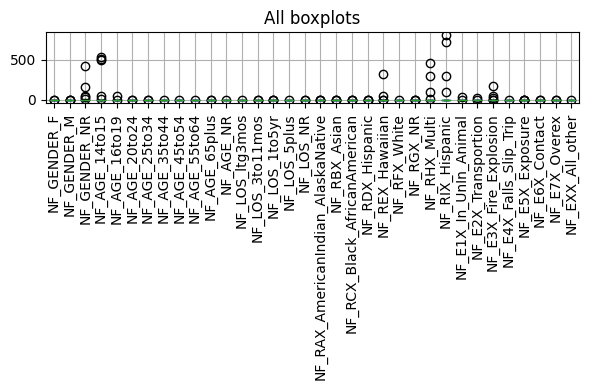 All boxplots
500
0
NF_GENDER_F
NF_GENDER_M
NF_GENDER_NR
NF_AGE_14to15
NF_AGE_16to19
NF_AGE_20to24
NF_AGE_25to34
NF_AGE_35to44
NF_AGE_45to54
NF_AGE_55to64
NF_AGE_65plus
NF_AGE_NR
NF_LOS_ltg3mos
NF_LOS_3to11mos
NF_LOS_1to5yr
NF_LOS_5plus
NF_LOS_NR
NF_RAX_AmericanIndian_AlaskaNative
NF_RBX_Asian
NF_RCX_Black_AfricanAmerican
NF_RDX_Hispanic
NF_REX_Hawaiian
NF_RFX_White
NF_RGX_NR
NF_RHX_Multi
NF_RIX_Hispanic
NF_E1X_In_Unin_Animal
NF_E2X_Transportion
NF_E3X_Fire_Explosion
NF_E4X_Falls_Slip_Trip
NF_E5X_Exposure
NF_E6X_Contact
NF_E7X_Overex
NF_EXX_All_other